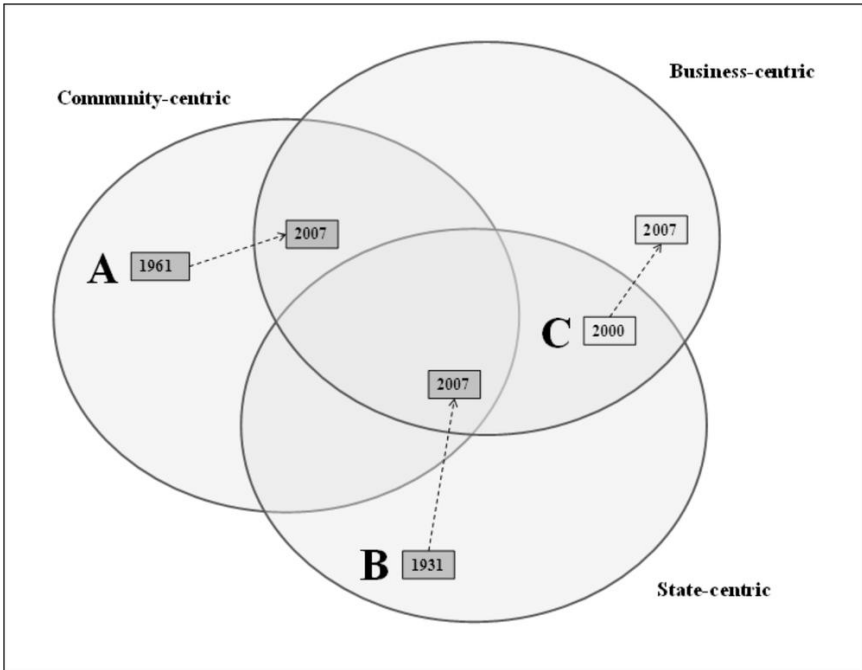 Business-centric
Community-centric
2007
2007
A
1961
C
2000
2007
B
1931
State-centric